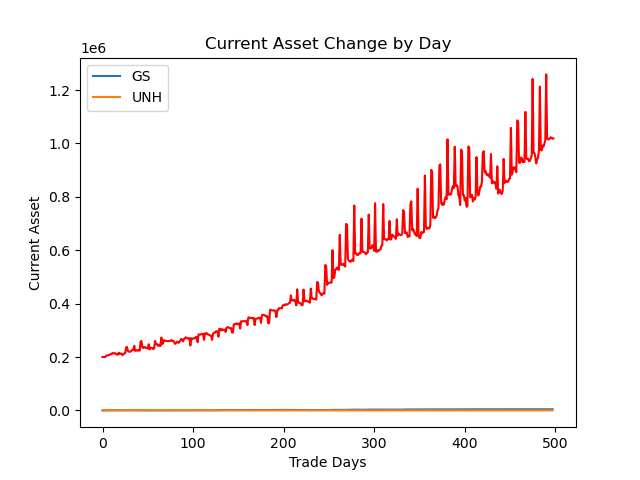 Current Asset Change by Day
1e6
GS
UNH
1.2
1.0
0.8
0.6
0.4
0.2
0.0
Current Asset
0 100 200 300 400 500
Trade Days